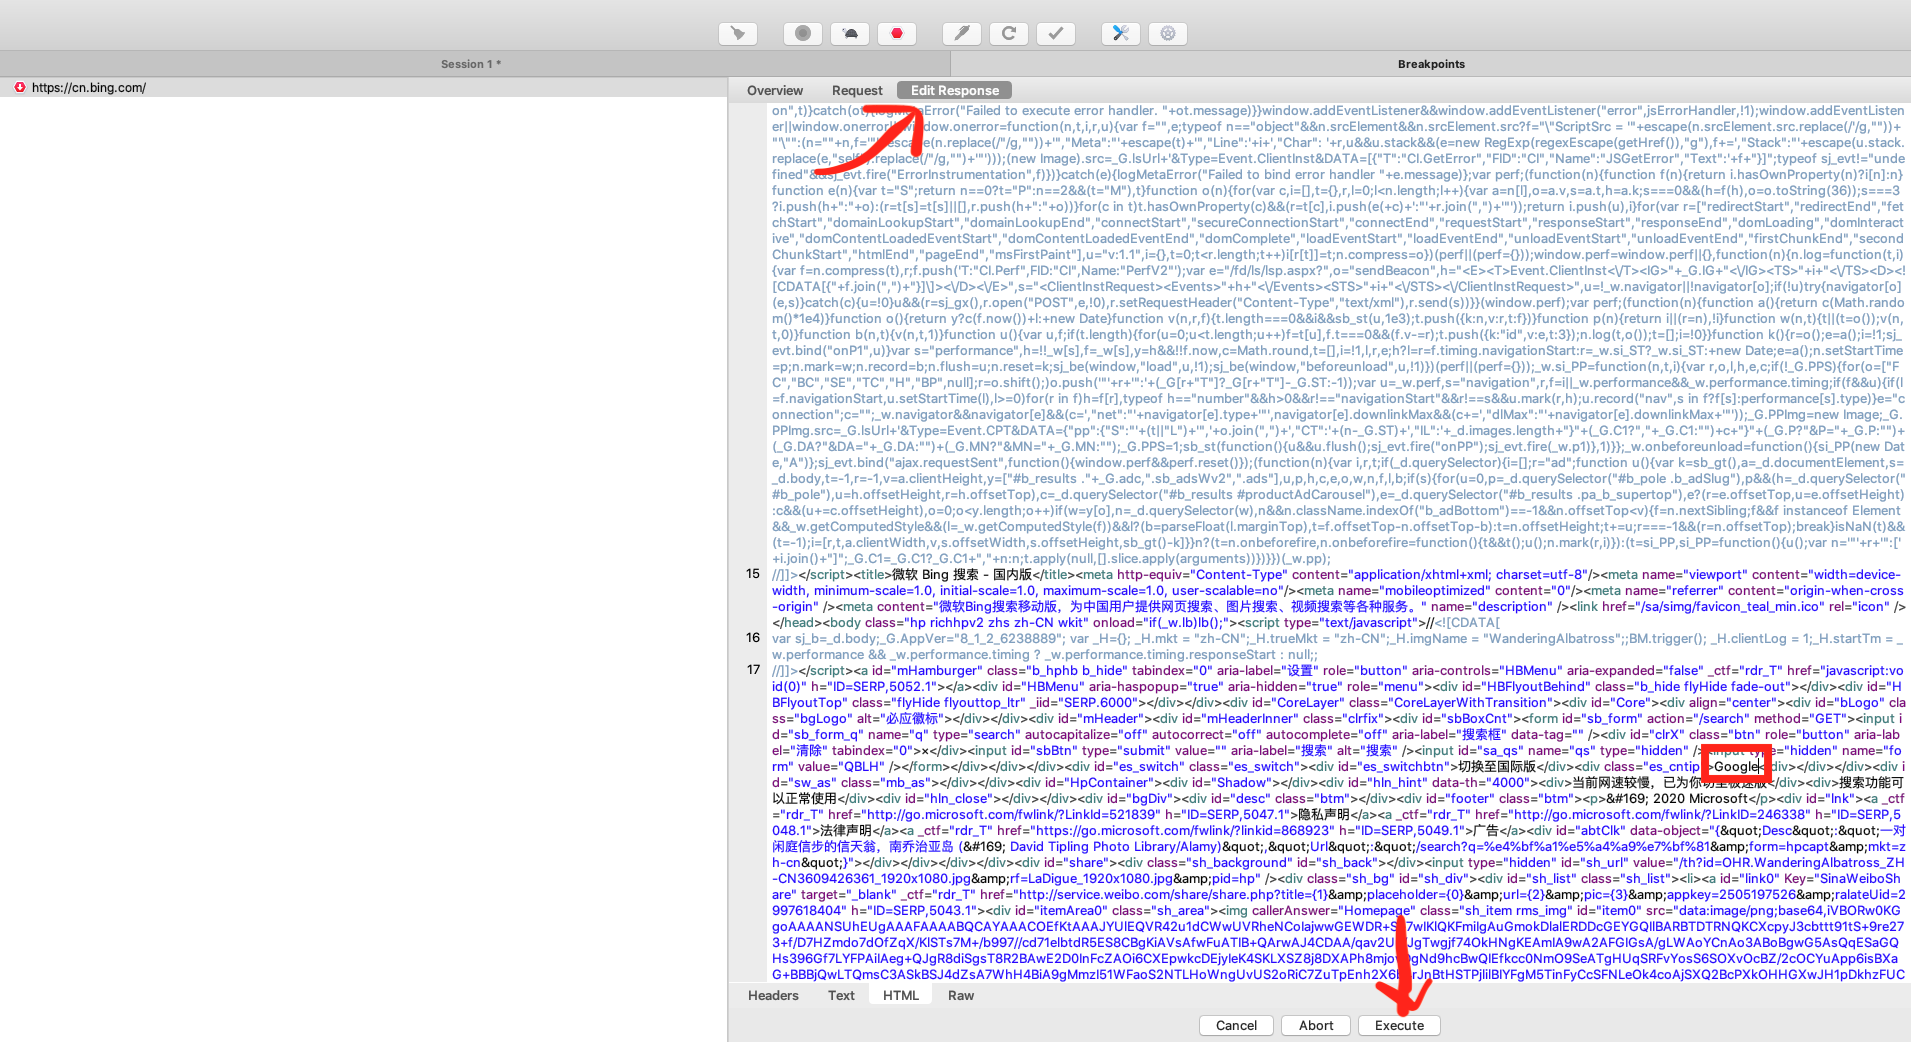 Session 1 *
Breakpoints
https://cn.bing.com/
Overview
Request
Edit Response
on",t)}catch(ot){logMetaError("Failed to execute error handler. "+ot.message)}}window.addEventListener&&window.addEventListener("error",jsErrorHandler,!1);window.addEventListen
er||window.onerror||window.onerror=function(n,t,i,r,u){var f="",e;typeof n=="object"&&n.srcElement&&n.srcElement.src?f="\"ScriptSrc = '"+escape(n.srcElement.src.replace(/'/g,""))+
"'\"":(n=""+n,f='"'+escape(n.replace(/'/g,""))+'","Meta":"'+escape(t)+'","Line":'+i+',"Char": '+r,u&&u.stack&&(e=new RegExp(regexEscape(getHref()),"g"),f+=',"Stack":"'+escape(u.stack.
replace(e,"self").replace(/"/g,"")+'"')));(new Image).src=_G.lsUrl+'&Type=Event.ClientInst&DATA=[{"T":"CI.GetError","FID":"CI","Name":"JSGetError","Text":'+f+"}]";typeof sj_evt!="unde
fined"&&sj_evt.fire("ErrorInstrumentation",f)})}catch(e){logMetaError("Failed to bind error handler "+e.message)};var perf;(function(n){function f(n){return i.hasOwnProperty(n)?i[n]:n}
function e(n){var t="S";return n==0?t="P":n==2&&(t="M"),t}function o(n){for(var c,i=[],t={},r,l=0;l<n.length;l++){var a=n[l],o=a.v,s=a.t,h=a.k;s===0&&(h=f(h),o=o.toString(36));s===3
?i.push(h+":"+o):(r=t[s]=t[s]||[],r.push(h+":"+o))}for(c in t)t.hasOwnProperty(c)&&(r=t[c],i.push(e(+c)+':"'+r.join(",")+'"'));return i.push(u),i}for(var r=["redirectStart","redirectEnd","fet
chStart","domainLookupStart","domainLookupEnd","connectStart","secureConnectionStart","connectEnd","requestStart","responseStart","responseEnd","domLoading","domInterac
tive","domContentLoadedEventStart","domContentLoadedEventEnd","domComplete","loadEventStart","loadEventEnd","unloadEventStart","unloadEventEnd","firstChunkEnd","second
ChunkStart","htmlEnd","pageEnd","msFirstPaint"],u="v:1.1",i={},t=0;t<r.length;t++)i[r[t]]=t;n.compress=o})(perf||(perf={}));window.perf=window.perf||{},function(n){n.log=function(t,i)
{var f=n.compress(t),r;f.push('T:"CI.Perf",FID:"CI",Name:"PerfV2"');var e="/fd/ls/lsp.aspx?",o="sendBeacon",h="<E><T>Event.ClientInst<\/T><IG>"+_G.IG+"<\/IG><TS>"+i+"<\/TS><D><!
[CDATA[{"+f.join(",")+"}]\]><\/D><\/E>",s="<ClientInstRequest><Events>"+h+"<\/Events><STS>"+i+"<\/STS><\/ClientInstRequest>",u=!_w.navigator||!navigator[o];if(!u)try{navigator[o]
(e,s)}catch(c){u=!0}u&&(r=sj_gx(),r.open("POST",e,!0),r.setRequestHeader("Content-Type","text/xml"),r.send(s))}}(window.perf);var perf;(function(n){function a(){return c(Math.rand
om()*1e4)}function o(){return y?c(f.now())+l:+new Date}function v(n,r,f){t.length===0&&i&&sb_st(u,1e3);t.push({k:n,v:r,t:f})}function p(n){return i||(r=n),!i}function w(n,t){t||(t=o());v(n,
t,0)}function b(n,t){v(n,t,1)}function u(){var u,f;if(t.length){for(u=0;u<t.length;u++)f=t[u],f.t===0&&(f.v-=r);t.push({k:"id",v:e,t:3});n.log(t,o());t=[];i=!0}}function k(){r=o();e=a();i=!1;sj_
evt.bind("onP1",u)}var s="performance",h=!!_w[s],f=_w[s],y=h&&!!f.now,c=Math.round,t=[],i=!1,l,r,e;h?l=r=f.timing.navigationStart:r=_w.si_ST?_w.si_ST:+new Date;e=a();n.setStartTime
=p;n.mark=w;n.record=b;n.flush=u;n.reset=k;sj_be(window,"load",u,!1);sj_be(window,"beforeunload",u,!1)})(perf||(perf={}));_w.si_PP=function(n,t,i){var r,o,l,h,e,c;if(!_G.PPS){for(o=["F
C","BC","SE","TC","H","BP",null];r=o.shift();)o.push('"'+r+'":'+(_G[r+"T"]?_G[r+"T"]-_G.ST:-1));var u=_w.perf,s="navigation",r,f=i||_w.performance&&_w.performance.timing;if(f&&u){if(l
=f.navigationStart,u.setStartTime(l),l>=0)for(r in f)h=f[r],typeof h=="number"&&h>0&&r!=="navigationStart"&&r!==s&&u.mark(r,h);u.record("nav",s in f?f[s]:performance[s].type)}e="c
onnection";c="";_w.navigator&&navigator[e]&&(c=',"net":"'+navigator[e].type+'"',navigator[e].downlinkMax&&(c+=',"dlMax":"'+navigator[e].downlinkMax+'"'));_G.PPImg=new Image;_G.
PPImg.src=_G.lsUrl+'&Type=Event.CPT&DATA={"pp":{"S":"'+(t||"L")+'",'+o.join(",")+',"CT":'+(n-_G.ST)+',"IL":'+_d.images.length+"}"+(_G.C1?","+_G.C1:"")+c+"}"+(_G.P?"&P="+_G.P:"")+
(_G.DA?"&DA="+_G.DA:"")+(_G.MN?"&MN="+_G.MN:"");_G.PPS=1;sb_st(function(){u&&u.flush();sj_evt.fire("onPP");sj_evt.fire(_w.p1)},1)}};_w.onbeforeunload=function(){si_PP(new Dat
e,"A")};sj_evt.bind("ajax.requestSent",function(){window.perf&&perf.reset()});(function(n){var i,r,t;if(_d.querySelector){i=[];r="ad";function u(){var k=sb_gt(),a=_d.documentElement,s=
_d.body,t=-1,r=-1,v=a.clientHeight,y=["#b_results ."+_G.adc,".sb_adsWv2",".ads"],u,p,h,c,e,o,w,n,f,l,b;if(s){for(u=0,p=_d.querySelector("#b_pole .b_adSlug"),p&&(h=_d.querySelector("
#b_pole"),u=h.offsetHeight,r=h.offsetTop),c=_d.querySelector("#b_results #productAdCarousel"),e=_d.querySelector("#b_results .pa_b_supertop"),e?(r=e.offsetTop,u=e.offsetHeight)
:c&&(u+=c.offsetHeight),o=0;o<y.length;o++)if(w=y[o],n=_d.querySelector(w),n&&n.className.indexOf("b_adBottom")==-1&&n.offsetTop<v){f=n.nextSibling;f&&f instanceof Element
&&_w.getComputedStyle&&(l=_w.getComputedStyle(f))&&l?(b=parseFloat(l.marginTop),t=f.offsetTop-n.offsetTop-b):t=n.offsetHeight;t+=u;r===-1&&(r=n.offsetTop);break}isNaN(t)&&
(t=-1);i=[r,t,a.clientWidth,v,s.offsetWidth,s.offsetHeight,sb_gt()-k]}}n?(t=n.onbeforefire,n.onbeforefire=function(){t&&t();u();n.mark(r,i)}):(t=si_PP,si_PP=function(){u();var n='"'+r+'":['
+i.join()+"]";_G.C1=_G.C1?_G.C1+","+n:n;t.apply(null,[].slice.apply(arguments))})}})(_w.pp);
15 //]]></script><title>微软 Bing 搜索 - 国内版</title><meta http-equiv="Content-Type" content="application/xhtml+xml; charset=utf-8"/><meta name="viewport" content="width=device-
width, minimum-scale=1.0, initial-scale=1.0, maximum-scale=1.0, user-scalable=no"/><meta name="mobileoptimized" content="0"/><meta name="referrer" content="origin-when-cross
-origin" /><meta content="微软Bing搜索移动版，为中国用户提供网页搜索、图片搜索、视频搜索等各种服务。" name="description" /><link href="/sa/simg/favicon_teal_min.ico" rel="icon" />
</head><body class="hp richhpv2 zhs zh-CN wkit" onload="if(_w.lb)lb();"><script type="text/javascript">//<![CDATA[
16 var sj_b=_d.body;_G.AppVer="8_1_2_6238889"; var _H={}; _H.mkt = "zh-CN";_H.trueMkt = "zh-CN";_H.imgName = "WanderingAlbatross";;BM.trigger(); _H.clientLog = 1;_H.startTm = _
w.performance && _w.performance.timing ? _w.performance.timing.responseStart : null;;
17 //]]></script><a id="mHamburger" class="b_hphb b_hide" tabindex="0" aria-label="设置" role="button" aria-controls="HBMenu" aria-expanded="false" _ctf="rdr_T" href="javascript:vo
id(0)" h="ID=SERP,5052.1"></a><div id="HBMenu" aria-haspopup="true" aria-hidden="true" role="menu"><div id="HBFlyoutBehind" class="b_hide flyHide fade-out"></div><div id="H
BFlyoutTop" class="flyHide flyouttop_ltr" _iid="SERP.6000"></div></div><div id="CoreLayer" class="CoreLayerWithTransition"><div id="Core"><div align="center"><div id="bLogo" cla
ss="bgLogo" alt="必应徽标"></div></div><div id="mHeader"><div id="mHeaderInner" class="clrfix"><div id="sbBoxCnt"><form id="sb_form" action="/search" method="GET"><input i
d="sb_form_q" name="q" type="search" autocapitalize="off" autocorrect="off" autocomplete="off" aria-label="搜索框" data-tag="" /><div id="clrX" class="btn" role="button" aria-lab
el="清除" tabindex="0">×</div><input id="sbBtn" type="submit" value="" aria-label="搜索" alt="搜索" /><input id="sa_qs" name="qs" type="hidden" /><input type="hidden" name="fo
rm" value="QBLH" /></form></div></div></div><div id="es_switch" class="es_switch"><div id="es_switchbtn">切换至国际版</div><div class="es_cntip">Google<div></div></div><div i
d="sw_as" class="mb_as"></div></div><div id="HpContainer"><div id="Shadow"></div><div id="hln_hint" data-th="4000"><div>当前网速较慢，已为你切至极速版</div><div>搜索功能可
以正常使用</div><div id="hln_close"></div></div><div id="bgDiv"><div id="desc" class="btm"></div><div id="footer" class="btm"><p>&#169; 2020 Microsoft</p><div id="lnk"><a _ctf
="rdr_T" href="http://go.microsoft.com/fwlink/?LinkId=521839" h="ID=SERP,5047.1">隐私声明</a><a _ctf="rdr_T" href="http://go.microsoft.com/fwlink/?LinkID=246338" h="ID=SERP,5
048.1">法律声明</a><a _ctf="rdr_T" href="https://go.microsoft.com/fwlink/?linkid=868923" h="ID=SERP,5049.1">广告</a><div id="abtClk" data-object="{&quot;Desc&quot;:&quot;一对
闲庭信步的信天翁，南乔治亚岛 (&#169; David Tipling Photo Library/Alamy)&quot;,&quot;Url&quot;:&quot;/search?q=%e4%bf%a1%e5%a4%a9%e7%bf%81&amp;form=hpcapt&amp;mkt=z
h-cn&quot;}"></div></div></div></div><div id="share"><div class="sh_background" id="sh_back"></div><input type="hidden" id="sh_url" value="/th?id=OHR.WanderingAlbatross_ZH
-CN3609426361_1920x1080.jpg&amp;rf=LaDigue_1920x1080.jpg&amp;pid=hp" /><div class="sh_bg" id="sh_div"><div id="sh_list" class="sh_list"><li><a id="link0" Key="SinaWeiboSh
are" target="_blank" _ctf="rdr_T" href="http://service.weibo.com/share/share.php?title={1}&amp;placeholder={0}&amp;url={2}&amp;pic={3}&amp;appkey=2505197526&amp;ralateUid=2
997618404" h="ID=SERP,5043.1"><div id="itemArea0" class="sh_area"><img callerAnswer="Homepage" class="sh_item rms_img" id="item0" src="data:image/png;base64,iVBORw0KG
Headers
Text
HTML
Raw
Cancel
Abort
Execute